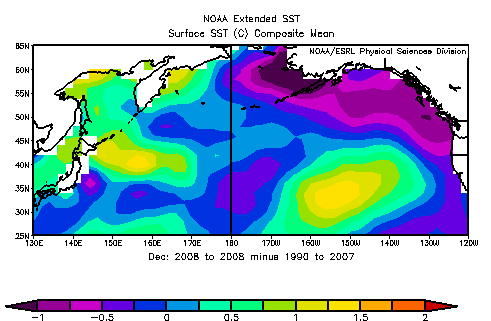 NOAA Extended SST
Surface SST (C) Composite Mean
NOAA/ESRL Physical Sciences Division
65N
60N
55N
50N
45N
40N
35N
30N
25N
130E 140E 150E 160E 170E 180 170W 160W 150W 140W 130W 120W
Dec: 2008 to 2008 minus 1990 to 2007
-1 -0.5 0 0.5 1 1.5 2